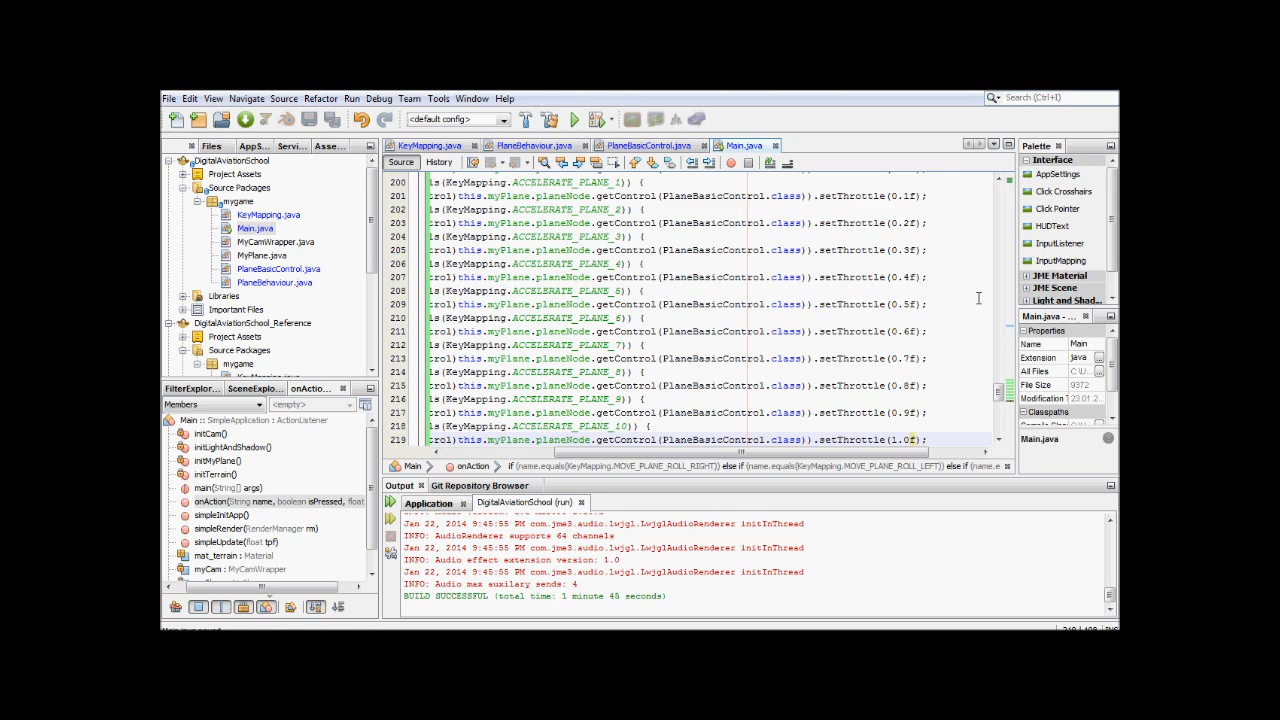 File Edit View Navigate Source Refactor Run Debug Team Tools Window Help
Search (Ctrl+I)
<default config>
Files AppS... Servi... Asse...
DigitalAviationSchool
Project Assets
Source Packages
mygame
KeyMapping.java
Main.java
MyCamWrapper.java
MyPlane.java
PlaneBasicControl.java
PlaneBehaviour.java
Libraries
Important Files
DigitalAviationSchool_Reference
Project Assets
Source Packages
mygame
FilterExplor... SceneExplo... onActio...
Members <empty>
Main :: SimpleApplication : ActionListener
initCam()
initLightAndShadow()
initMyPlane()
initTerrain()
main(String[] args)
onAction(String name, boolean isPressed, float
simpleInitApp()
simpleRender(RenderManager rm)
simpleUpdate(float tpf)
mat_terrain : Material
myCam : MyCamWrapper
KeyMapping.java PlaneBehaviour.java PlaneBasicControl.java Main.java
Source History
200 ls(KeyMapping.ACCELERATE_PLANE_1)) {
201 trol)this.myPlane.planeNode.getControl(PlaneBasicControl.class)).setThrottle(0.1f);
202 ls(KeyMapping.ACCELERATE_PLANE_2)) {
203 trol)this.myPlane.planeNode.getControl(PlaneBasicControl.class)).setThrottle(0.2f);
204 ls(KeyMapping.ACCELERATE_PLANE_3)) {
205 trol)this.myPlane.planeNode.getControl(PlaneBasicControl.class)).setThrottle(0.3f);
206 ls(KeyMapping.ACCELERATE_PLANE_4)) {
207 trol)this.myPlane.planeNode.getControl(PlaneBasicControl.class)).setThrottle(0.4f);
208 ls(KeyMapping.ACCELERATE_PLANE_5)) {
209 trol)this.myPlane.planeNode.getControl(PlaneBasicControl.class)).setThrottle(0.5f);
210 ls(KeyMapping.ACCELERATE_PLANE_6)) {
211 trol)this.myPlane.planeNode.getControl(PlaneBasicControl.class)).setThrottle(0.6f);
212 ls(KeyMapping.ACCELERATE_PLANE_7)) {
213 trol)this.myPlane.planeNode.getControl(PlaneBasicControl.class)).setThrottle(0.7f);
214 ls(KeyMapping.ACCELERATE_PLANE_8)) {
215 trol)this.myPlane.planeNode.getControl(PlaneBasicControl.class)).setThrottle(0.8f);
216 ls(KeyMapping.ACCELERATE_PLANE_9)) {
217 trol)this.myPlane.planeNode.getControl(PlaneBasicControl.class)).setThrottle(0.9f);
218 ls(KeyMapping.ACCELERATE_PLANE_10)) {
219 trol)this.myPlane.planeNode.getControl(PlaneBasicControl.class)).setThrottle(1.0f);
Main onAction if (name.equals(KeyMapping.MOVE_PLANE_ROLL_RIGHT)) else if (name.equals(KeyMapping.MOVE_PLANE_ROLL_LEFT)) else if (name.e
Output Git Repository Browser
Application DigitalAviationSchool (run)
Jan 22, 2014 9:45:55 PM com.jme3.audio.lwjgl.LwjglAudioRenderer initInThread
INFO: AudioRenderer supports 64 channels
Jan 22, 2014 9:45:55 PM com.jme3.audio.lwjgl.LwjglAudioRenderer initInThread
INFO: Audio effect extension version: 1.0
Jan 22, 2014 9:45:55 PM com.jme3.audio.lwjgl.LwjglAudioRenderer initInThread
INFO: Audio max auxilary sends: 4
BUILD SUCCESSFUL (total time: 1 minute 45 seconds)
Palette
Interface
AppSettings
Click Crosshairs
Click Pointer
HUDText
InputListener
InputMapping
JME Material
JME Scene
Light and Shad...
Main.java - ...
Properties
Name Main
Extension java
All Files C:\U...
File Size 9372
Modification 23.01.2...
Classpaths
Main.java